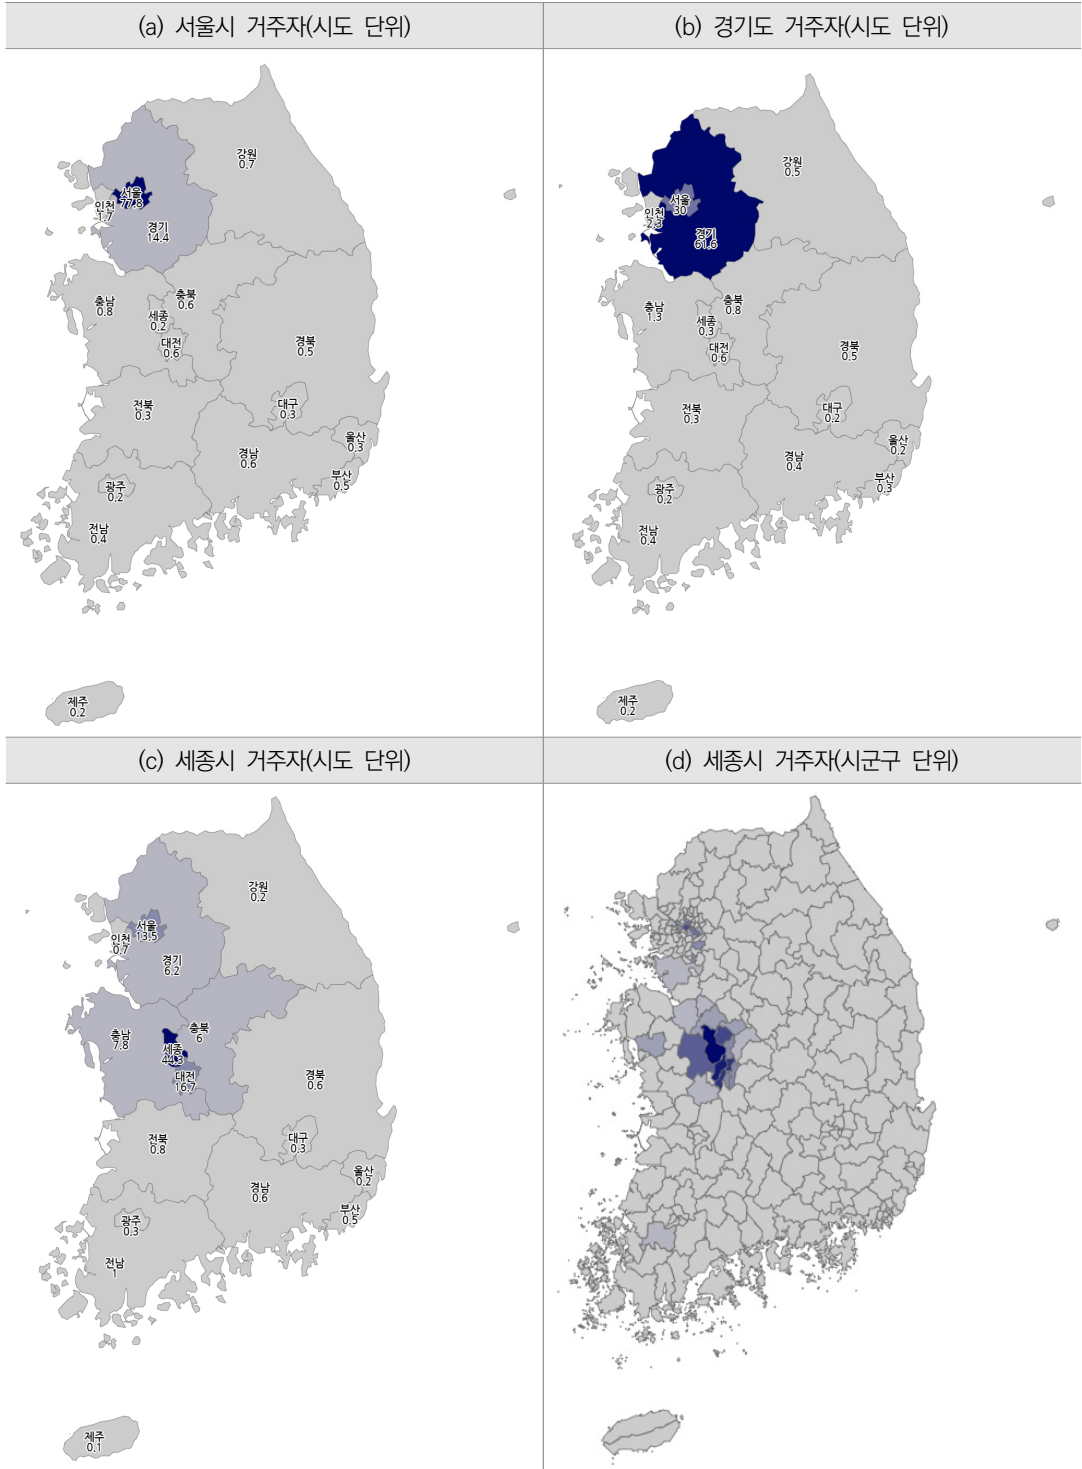 (a) 서울시 거주자(시도 단위)
(b) 경기도 거주자(시도 단위)
강원
0.7
서울
77.8
인천
1.7
경기
14.4
충남
0.8
충북
0.6
세종
0.2
대전
0.6
경북
0.5
전북
0.3
대구
0.3
울산
0.3
경남
0.6
부산
0.5
광주
0.2
전남
0.4
제주
0.2
강원
0.5
서울
30
인천
2.3
경기
61.6
충남
1.3
충북
0.8
세종
0.3
대전
0.6
경북
0.5
전북
0.3
대구
0.2
울산
0.2
경남
0.4
부산
0.3
광주
0.2
전남
0.4
제주
0.2
(c) 세종시 거주자(시도 단위)
(d) 세종시 거주자(시군구 단위)
강원
0.2
서울
13.5
인천
0.7
경기
6.2
충남
7.8
충북
6
세종
44.3
대전
16.7
경북
0.6
전북
0.8
대구
0.3
울산
0.2
경남
0.6
부산
0.5
광주
0.3
전남
1
제주
0.1